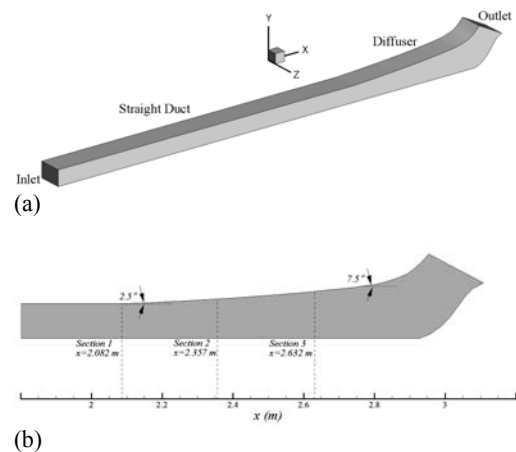 (a)
Y
X
Z
Outlet
Diffuser
Straight Duct
Inlet
(b)
2.5°
7.5°
Section 1
x=2.082 m
Section 2
x=2.357 m
Section 3
x=2.632 m
2 2.2 2.4 2.6 2.8 3
x (m)